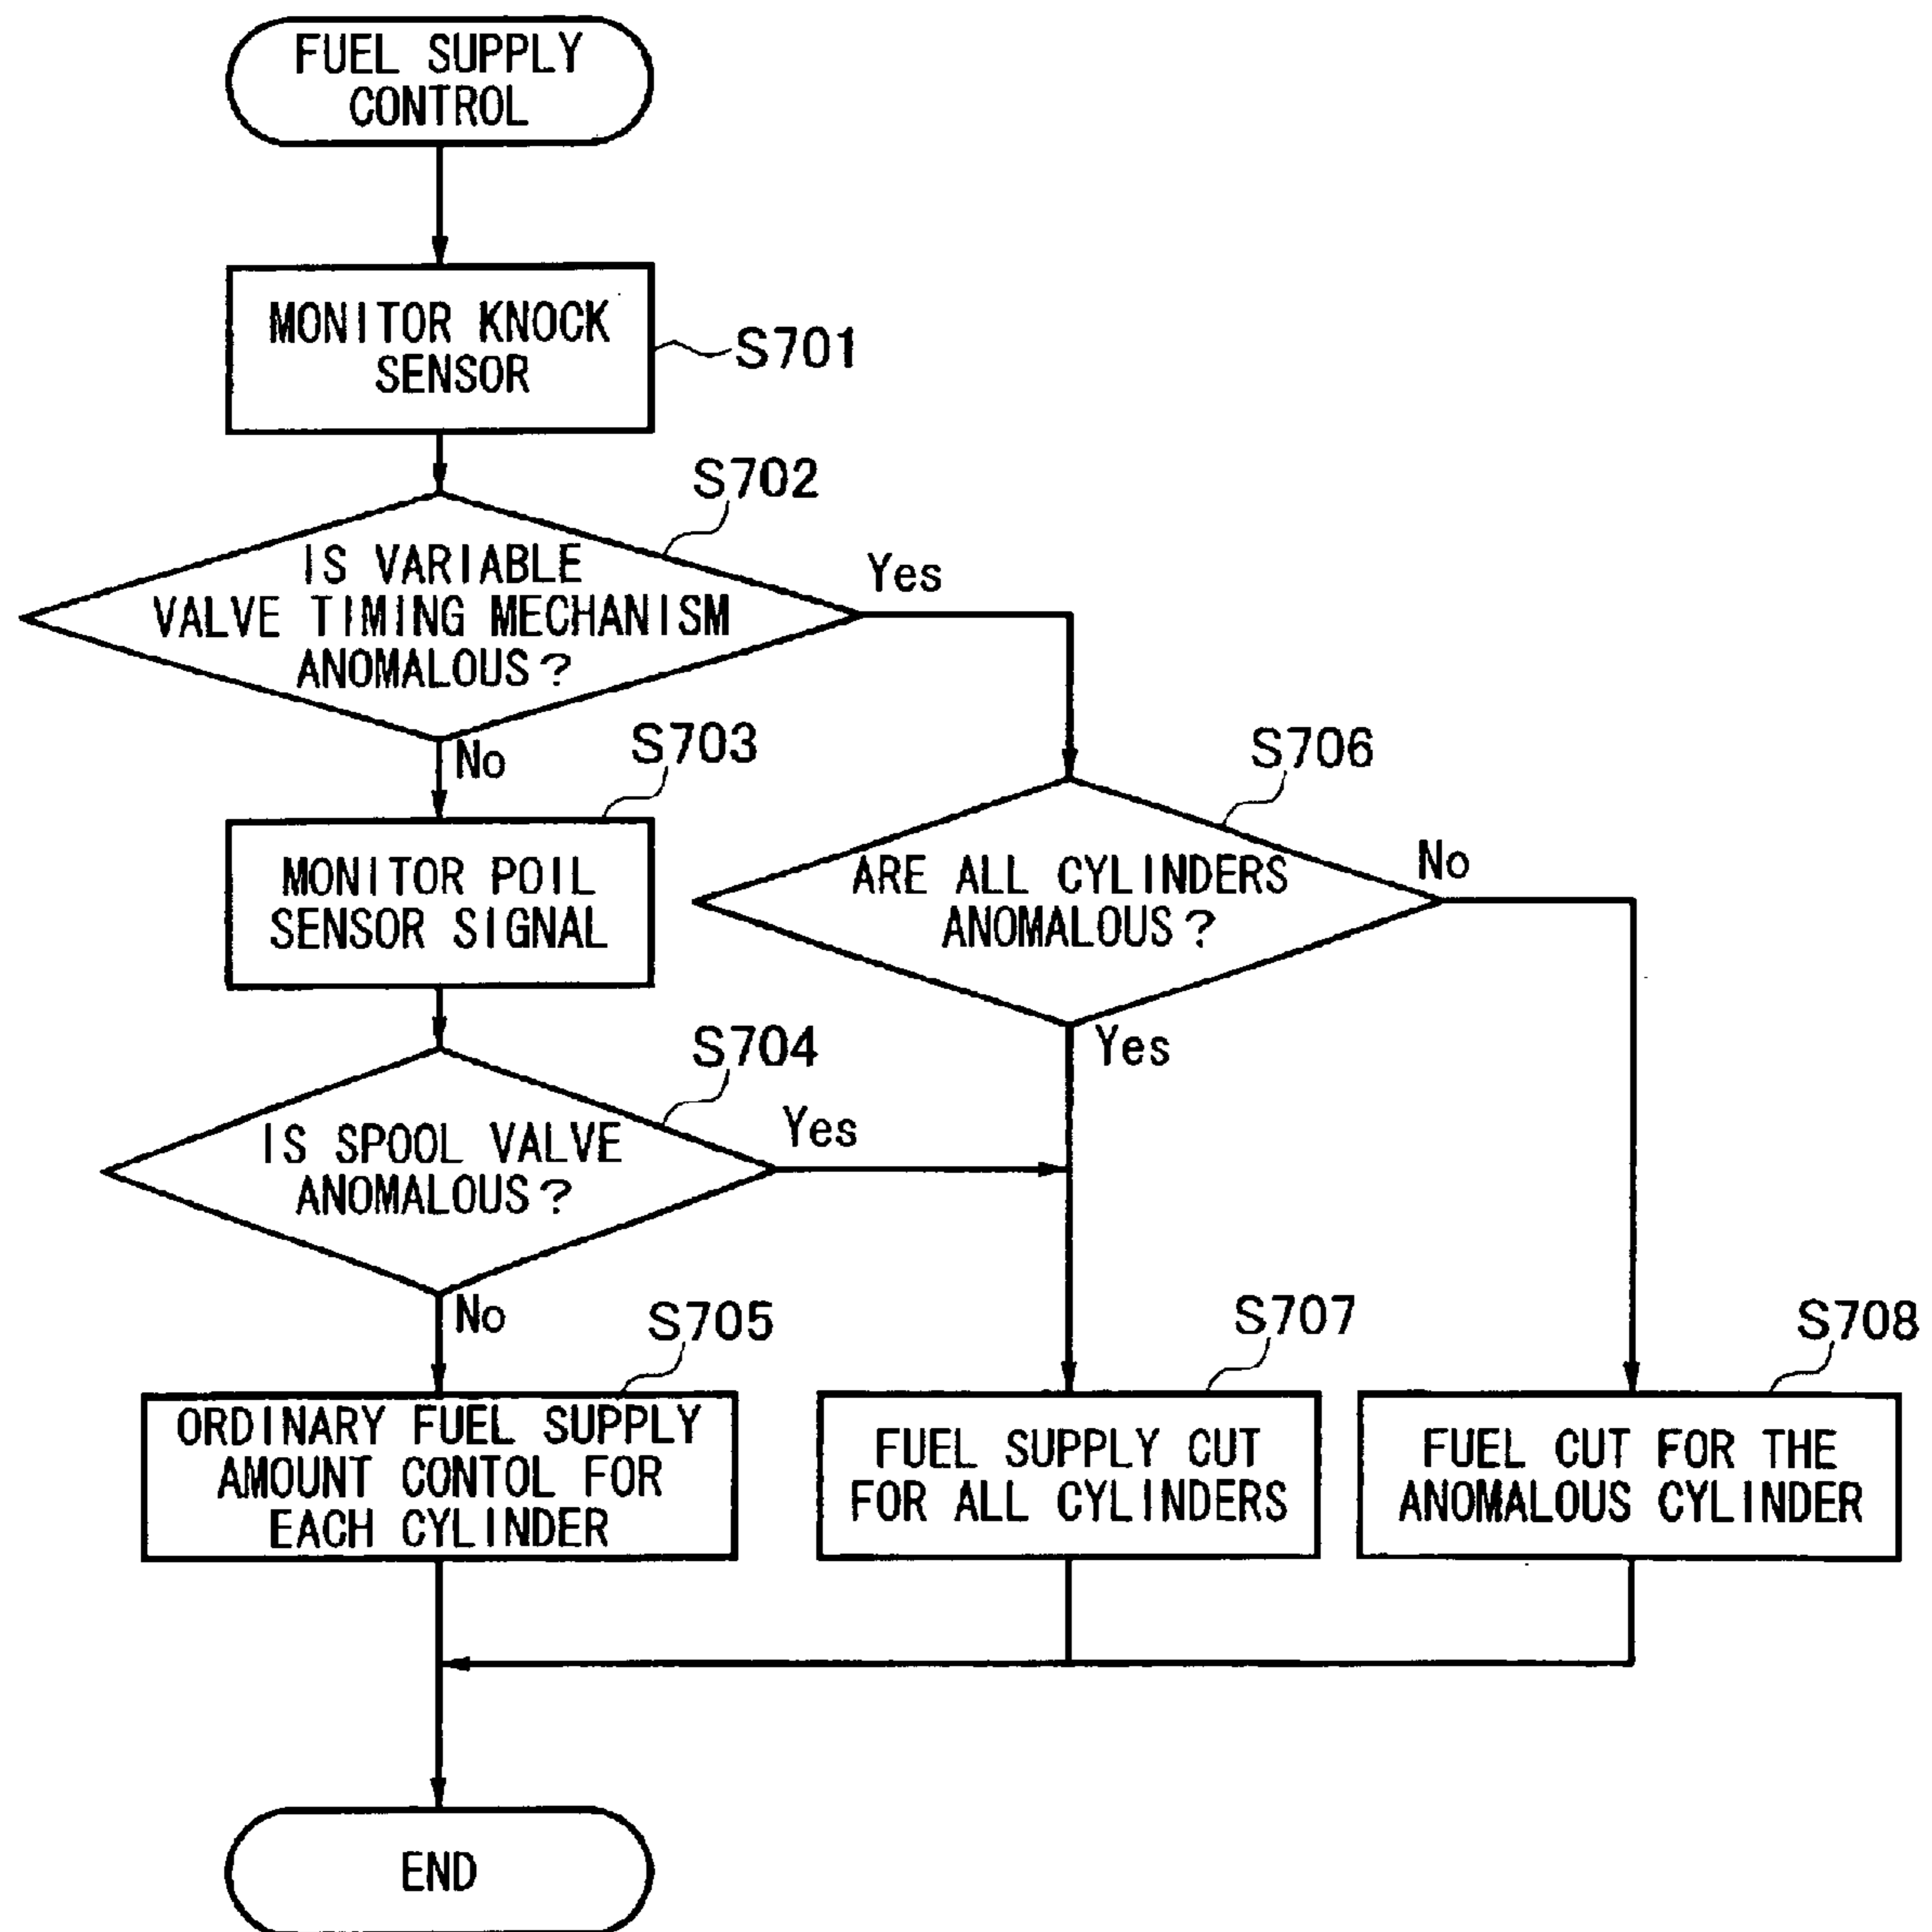 FUEL SUPPLY
CONTROL
MONITOR KNOCK
SENSOR
S701
S702
IS VARIABLE
VALVE TIMING MECHANISM
ANOMALOUS?
Yes
No
S703
MONITOR POIL
SENSOR SIGNAL
S706
ARE ALL CYLINDERS
ANOMALOUS?
No
Yes
S704
IS SPOOL VALVE
ANOMALOUS?
Yes
No
S705
ORDINARY FUEL SUPPLY
AMOUNT CONTOL FOR
EACH CYLINDER
S707
FUEL SUPPLY CUT
FOR ALL CYLINDERS
S708
FUEL CUT FOR THE
ANOMALOUS CYLINDER
END